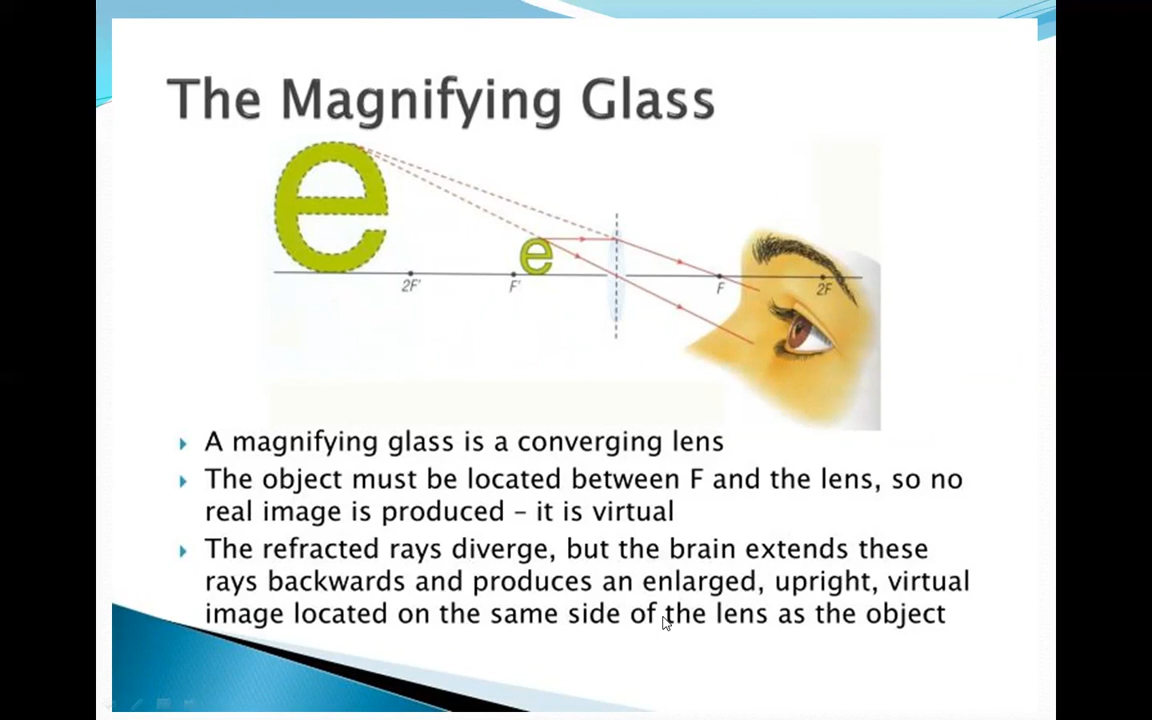 The Magnifying Glass
e
e
2F' F' F 2F
A magnifying glass is a converging lens
The object must be located between F and the lens, so no
real image is produced – it is virtual
The refracted rays diverge, but the brain extends these
rays backwards and produces an enlarged, upright, virtual
image located on the same side of the lens as the object